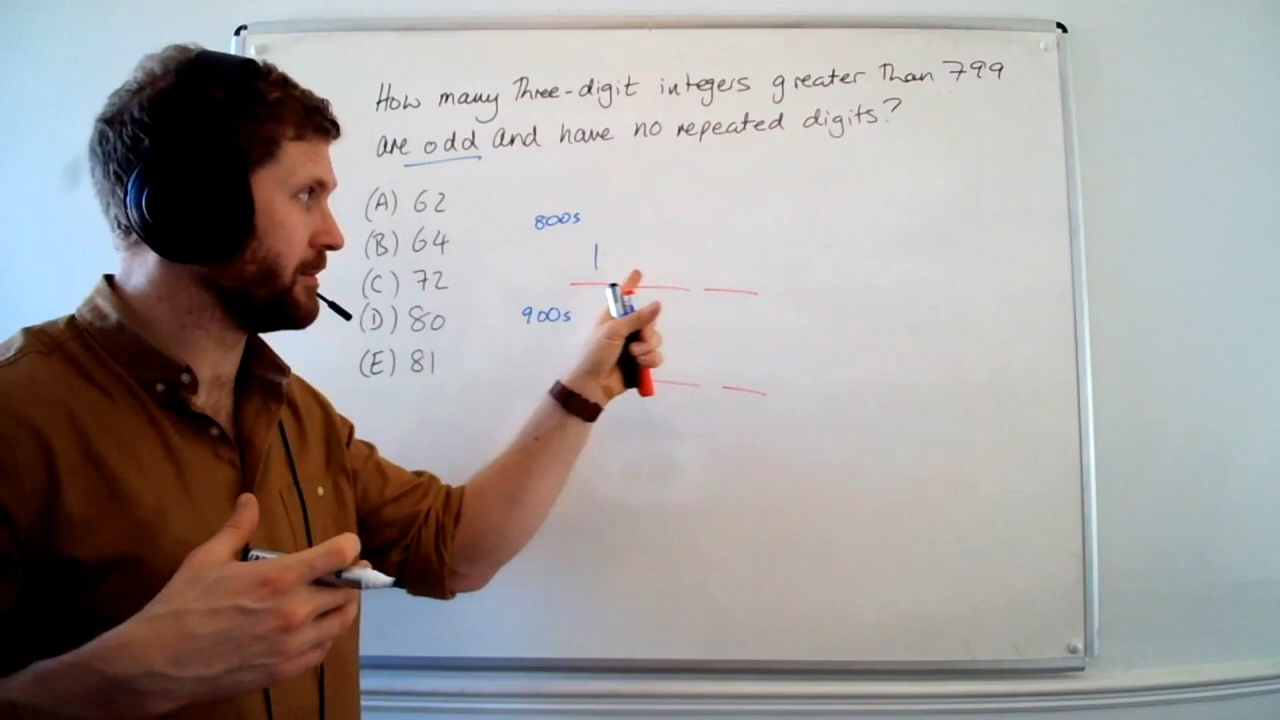 How many Three-digit integers greater Than 799
are odd and have no repeated digits?
(A) 62
(B) 64
(C) 72
(D) 80
(E) 81
800s
1
900s